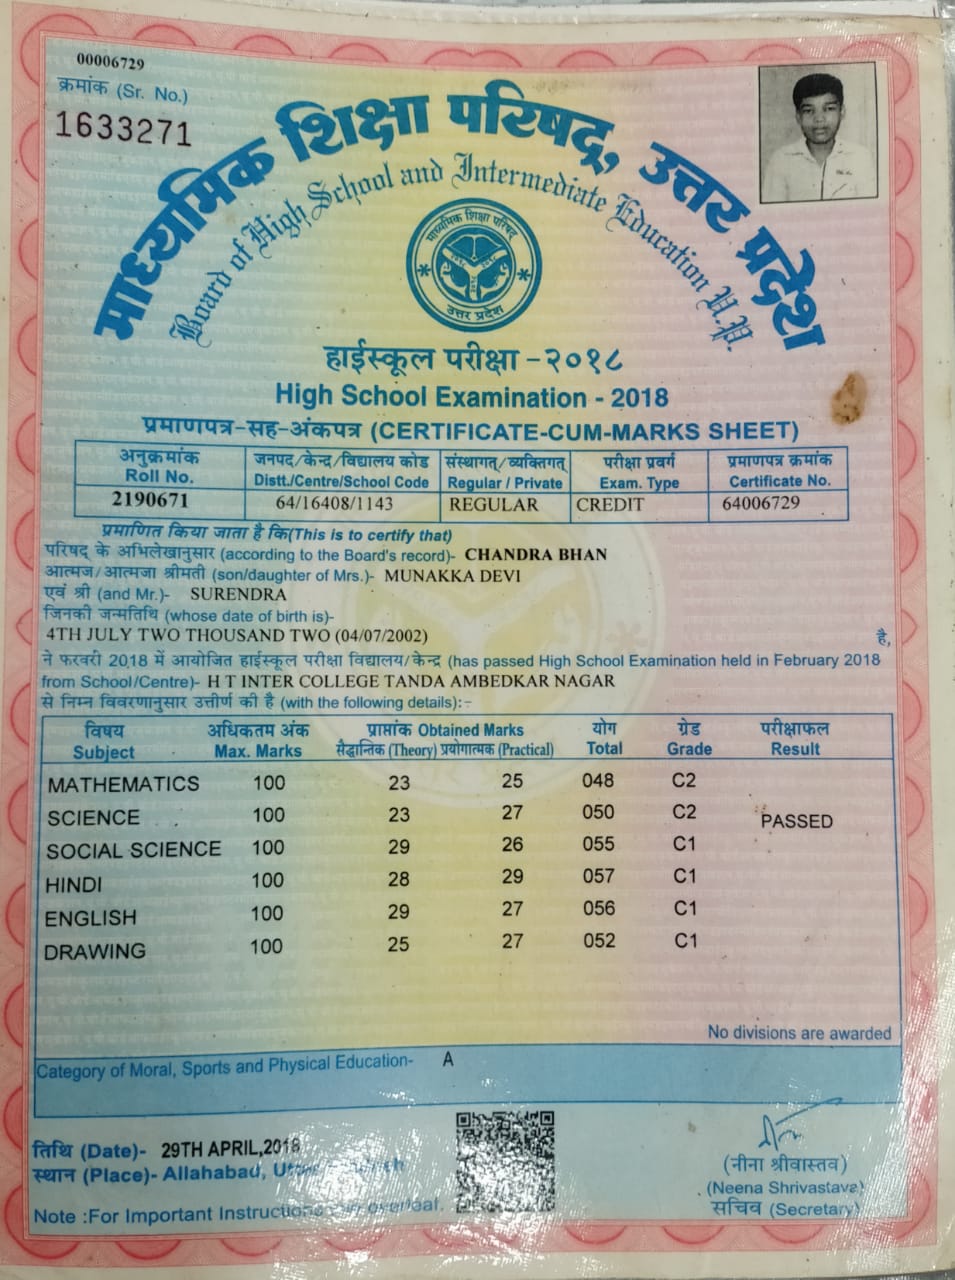 00006729
क्रमांक (Sr. No.)
1633271
माध्यमिक शिक्षा परिषद्, उत्तर प्रदेश
Board of High School and Intermediate Education U.P.
माध्यमिक शिक्षा परिषद्
उत्तर प्रदेश
हाईस्कूल परीक्षा -२०१८
High School Examination - 2018
प्रमाणपत्र-सह-अंकपत्र (CERTIFICATE-CUM-MARKS SHEET)
अनुक्रमांक जनपद/केन्द्र/विद्यालय कोड संस्थागत/व्यक्तिगत् परीक्षा प्रवर्ग प्रमाणपत्र क्रमांक
Roll No. Distt./Centre/School Code Regular / Private Exam. Type Certificate No.
2190671 64/16408/1143 REGULAR CREDIT 64006729
प्रमाणित किया जाता है कि(This is to certify that)
परिषद् के अभिलेखानुसार (according to the Board's record)- CHANDRA BHAN
आत्मज/आत्मजा श्रीमती (son/daughter of Mrs.)- MUNAKKA DEVI
एवं श्री (and Mr.)- SURENDRA
जिनकी जन्मतिथि (whose date of birth is)-
4TH JULY TWO THOUSAND TWO (04/07/2002) है,
ने फरवरी 2018 में आयोजित हाईस्कूल परीक्षा विद्यालय/केन्द्र (has passed High School Examination held in February 2018
from School/Centre)- H T INTER COLLEGE TANDA AMBEDKAR NAGAR
से निम्न विवरणानुसार उत्तीर्ण की है (with the following details):-
विषय अधिकतम अंक प्राप्तांक Obtained Marks योग ग्रेड परीक्षाफल
Subject Max. Marks सैद्धान्तिक (Theory) प्रयोगात्मक (Practical) Total Grade Result
MATHEMATICS 100 23 25 048 C2
SCIENCE 100 23 27 050 C2 PASSED
SOCIAL SCIENCE 100 29 26 055 C1
HINDI 100 28 29 057 C1
ENGLISH 100 29 27 056 C1
DRAWING 100 25 27 052 C1
No divisions are awarded
Category of Moral, Sports and Physical Education- A
तिथि (Date)- 29TH APRIL,2018
स्थान (Place)- Allahabad,
(नीना श्रीवास्तव)
(Neena Shrivastava)
सचिव (Secretary)
Note :For Important Instructions overleaf.